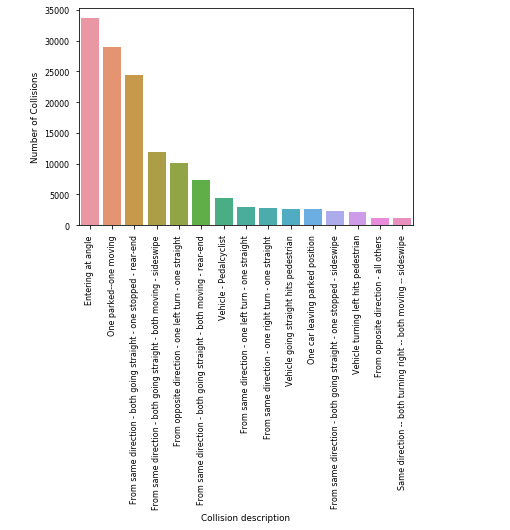 35000
30000
25000
20000
15000
10000
5000
0
Number of Collisions
Entering at angle
One parked--one moving
From same direction - both going straight - one stopped - rear-end
From same direction - both going straight - both moving - sideswipe
From opposite direction - one left turn - one straight
From same direction - both going straight - both moving - rear-end
Vehicle - Pedalcyclist
From same direction - one left turn - one straight
From same direction - one right turn - one straight
Vehicle going straight hits pedestrian
One car leaving parked position
From same direction - both going straight - one stopped - sideswipe
Vehicle turning left hits pedestrian
From opposite direction - all others
Same direction -- both turning right -- both moving -- sideswipe
Collision description